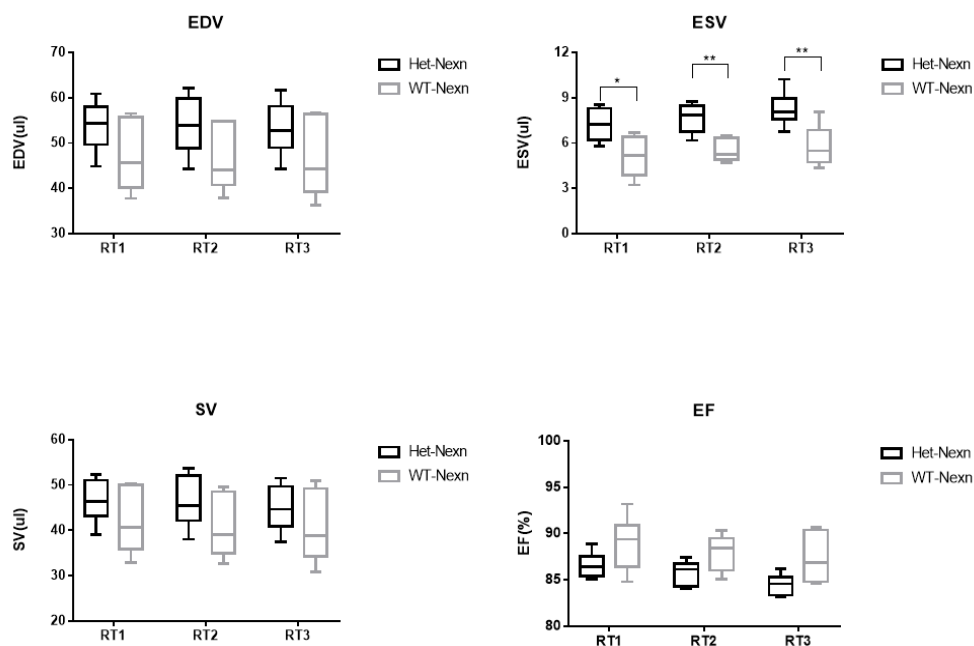 EDV
70
60
50
40
30
EDV(ul)
RT1 RT2 RT3
Het-Nexn
WT-Nexn
ESV
12
9
6
3
0
ESV(ul)
* ** **
RT1 RT2 RT3
Het-Nexn
WT-Nexn
SV
60
50
40
30
20
SV(ul)
RT1 RT2 RT3
Het-Nexn
WT-Nexn
EF
100
95
90
85
80
EF(%)
RT1 RT2 RT3
Het-Nexn
WT-Nexn